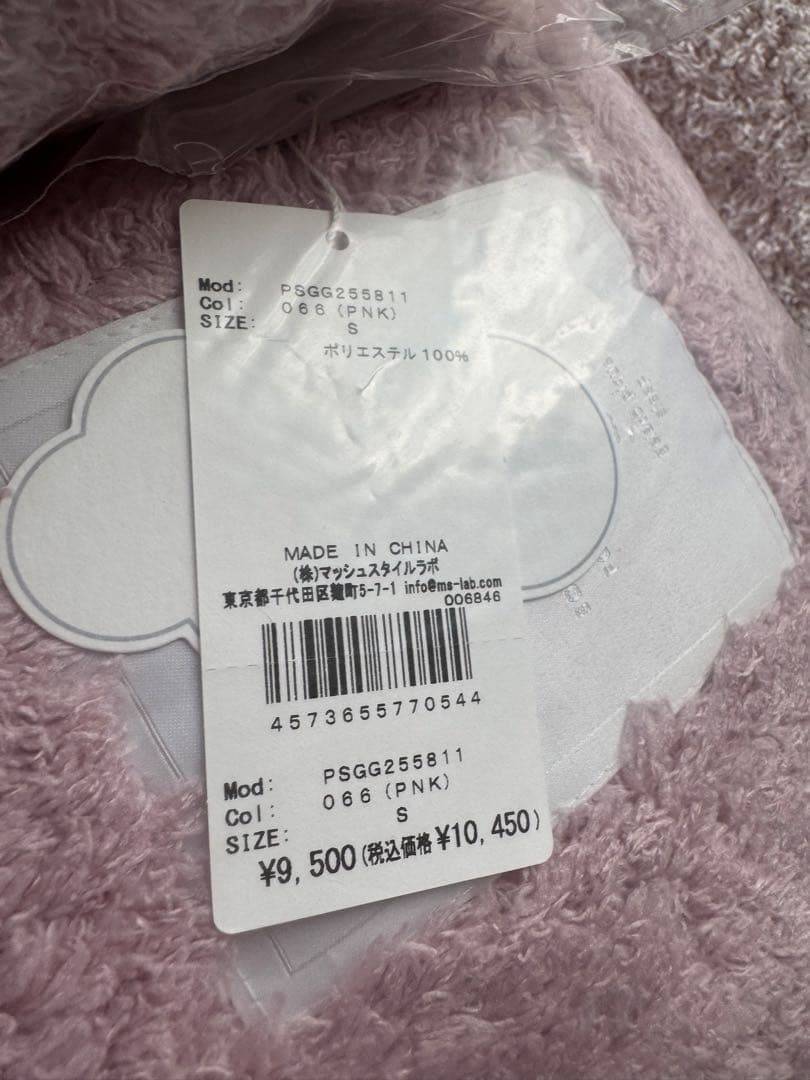 Mod: PSGG255811
Col: 066 (PNK)
SIZE: S
ポリエステル 100%
MADE IN CHINA
(株)マッシュスタイルラボ
東京都千代田区麹町5-7-1 info@ms-lab.com
006846
4573655770544
Mod: PSGG255811
Col: 066 (PNK)
SIZE: S
¥9,500(税込価格¥10,450)